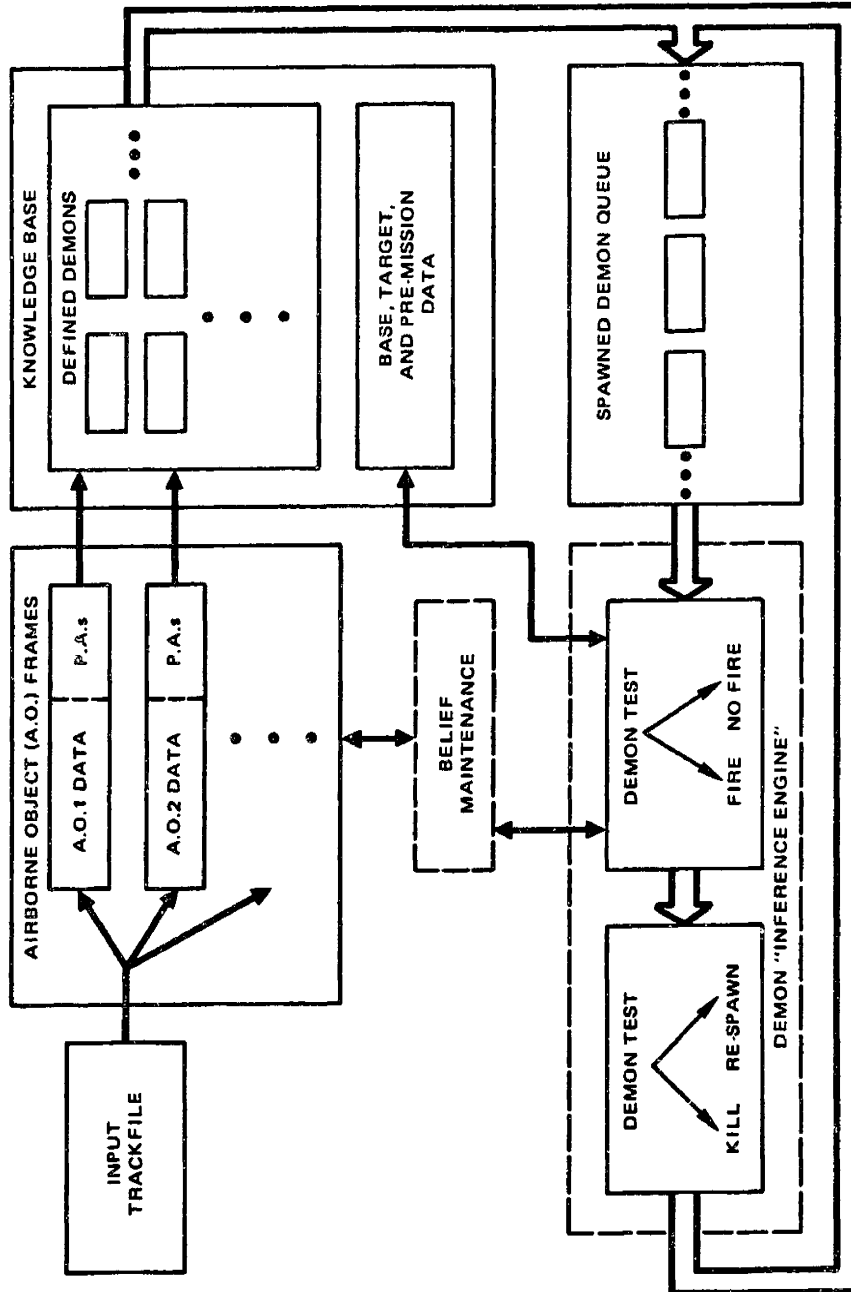 INPUT
TRACKFILE
AIRBORNE OBJECT (A.O.) FRAMES
A.O.1 DATA
P.A.s
A.O.2 DATA
P.A.s
KNOWLEDGE BASE
DEFINED DEMONS
BASE, TARGET,
AND PRE-MISSION
DATA
BELIEF
MAINTENANCE
DEMON TEST
KILL
RE-SPAWN
DEMON TEST
FIRE
NO FIRE
DEMON "INFERENCE ENGINE"
SPAWNED DEMON QUEUE